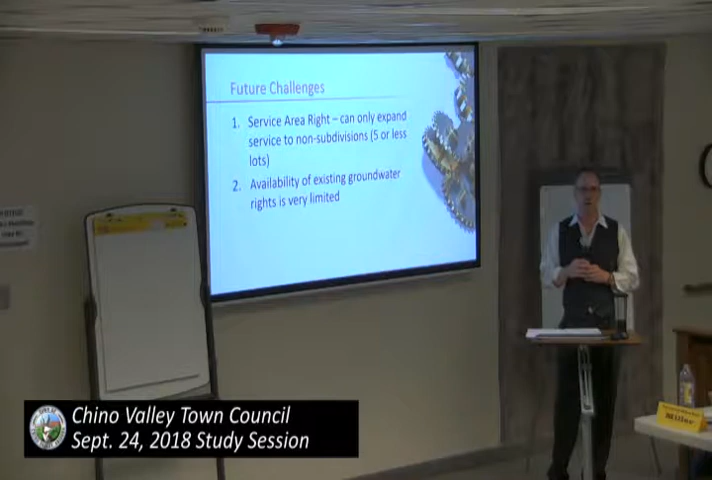 Future Challenges
1. Service Area Right – can only expand
service to non-subdivisions (5 or less
lots)
2. Availability of existing groundwater
rights is very limited
Miller
Chino Valley Town Council
Sept. 24, 2018 Study Session